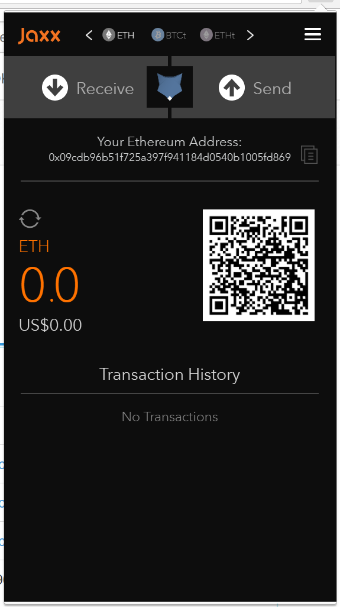 Jaxx
ETH BTCt ETHt
Receive Send
Your Ethereum Address:
0x09cdb96b51f725a397f941184d0540b1005fd869
ETH
0.0
US$0.00
Transaction History
No Transactions